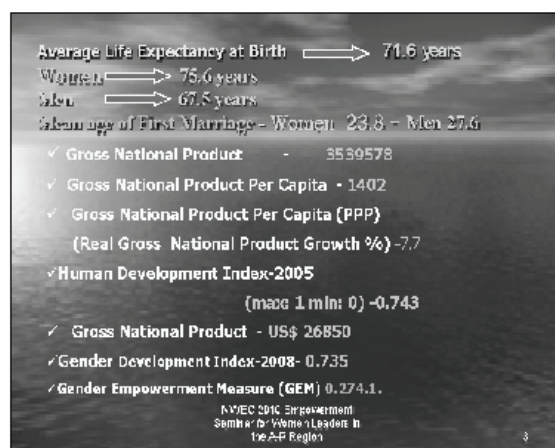 Average Life Expectancy at Birth 71.6 years
Women 75.6 years
Men 67.5 years
Mean age of First Marriage - Women 23.8 - Men 27.6
✓ Gross National Product - 3539578
✓ Gross National Product Per Capita - 1402
✓ Gross National Product Per Capita (PPP)
(Real Gross National Product Growth %) -7.7
✓Human Development Index-2005
(max: 1 min: 0) -0.743
✓ Gross National Product - US$ 26850
✓Gender Development Index-2008- 0.735
✓Gender Empowerment Measure (GEM) 0.274.1.
NWEC 2010 Empowerment
Seminar for Women Leaders in
the A-P Region
3